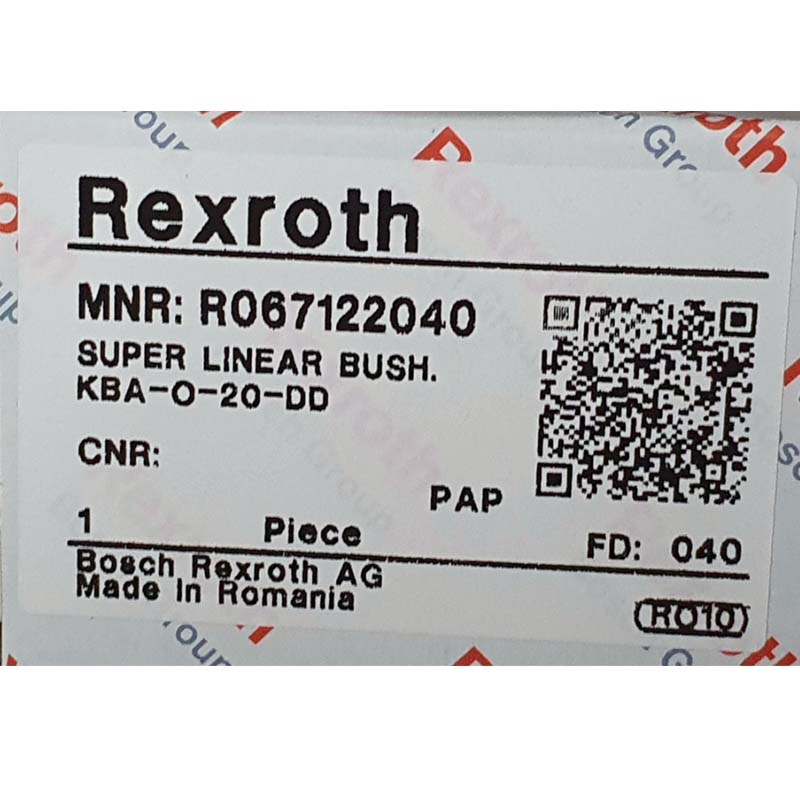 Rexroth
MNR: R067122040
SUPER LINEAR BUSH.
KBA-O-20-DD
CNR:
PAP
1 Piece FD: 040
Bosch Rexroth AG
Made In Romania
RO10